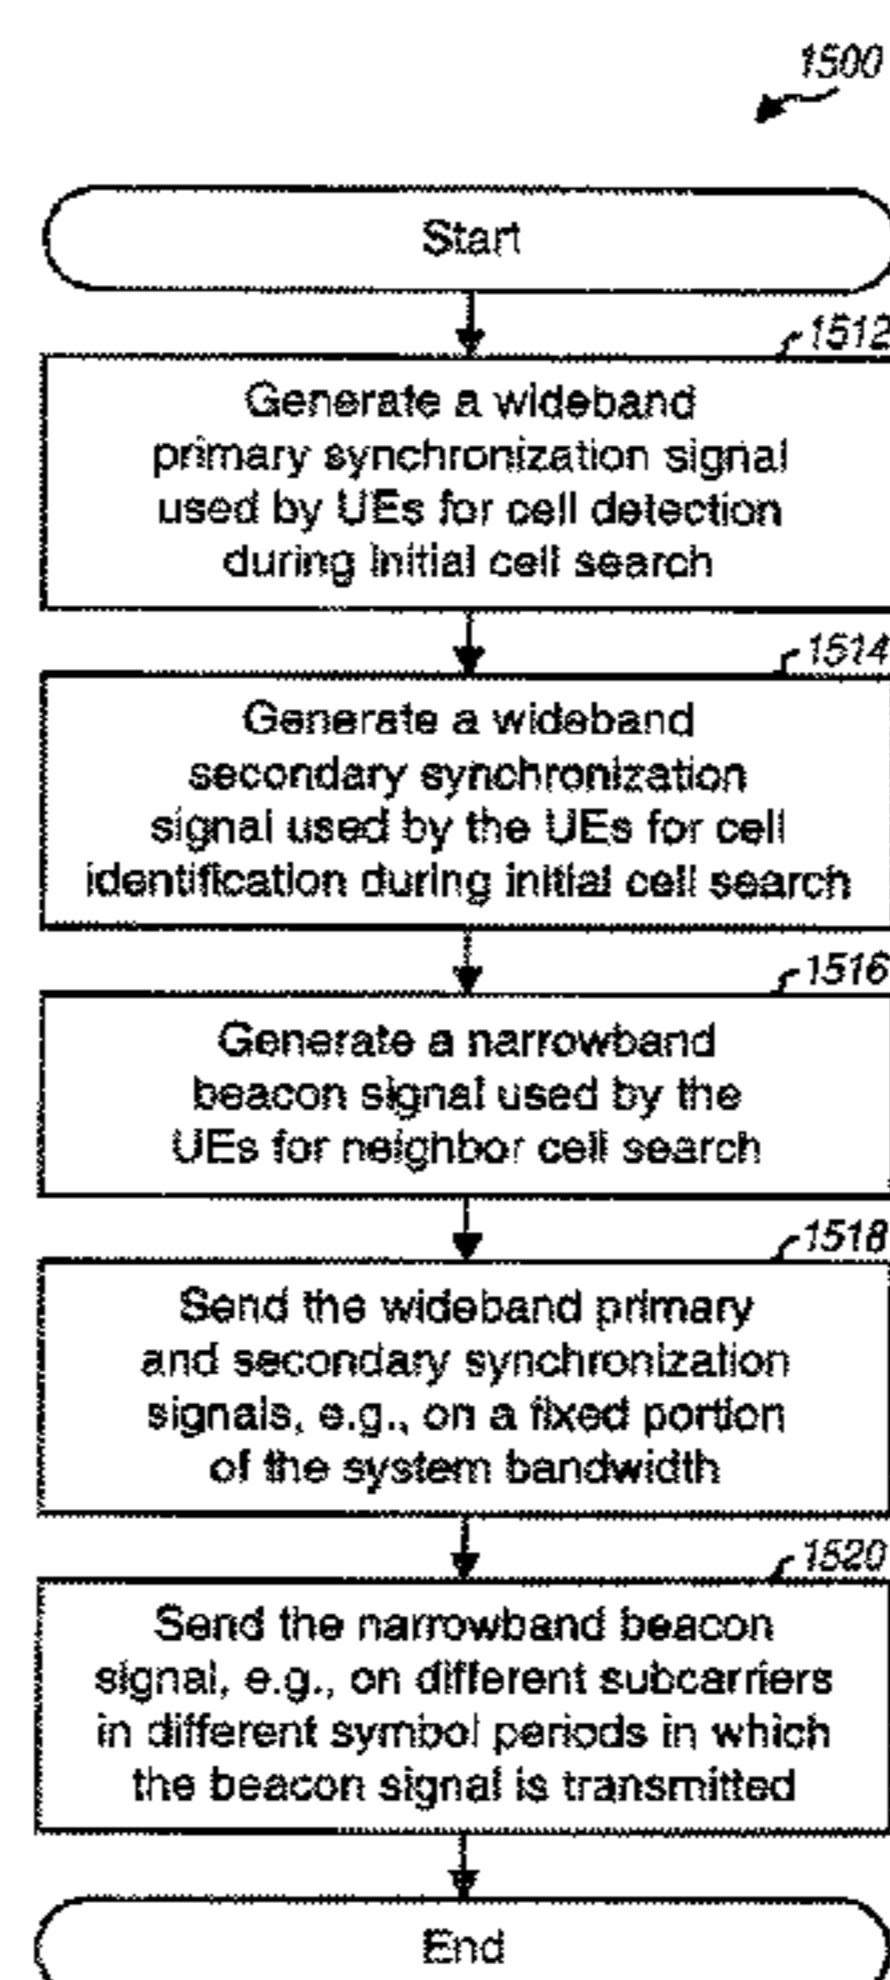 1500
Start
1512
Generate a wideband
primary synchronization signal
used by UEs for cell detection
during initial cell search
1514
Generate a wideband
secondary synchronization
signal used by the UEs for cell
identification during initial cell search
1516
Generate a narrowband
beacon signal used by the
UEs for neighbor cell search
1518
Send the wideband primary
and secondary synchronization
signals, e.g., on a fixed portion
of the system bandwidth
1520
Send the narrowband beacon
signal, e.g., on different subcarriers
in different symbol periods in which
the beacon signal is transmitted
End